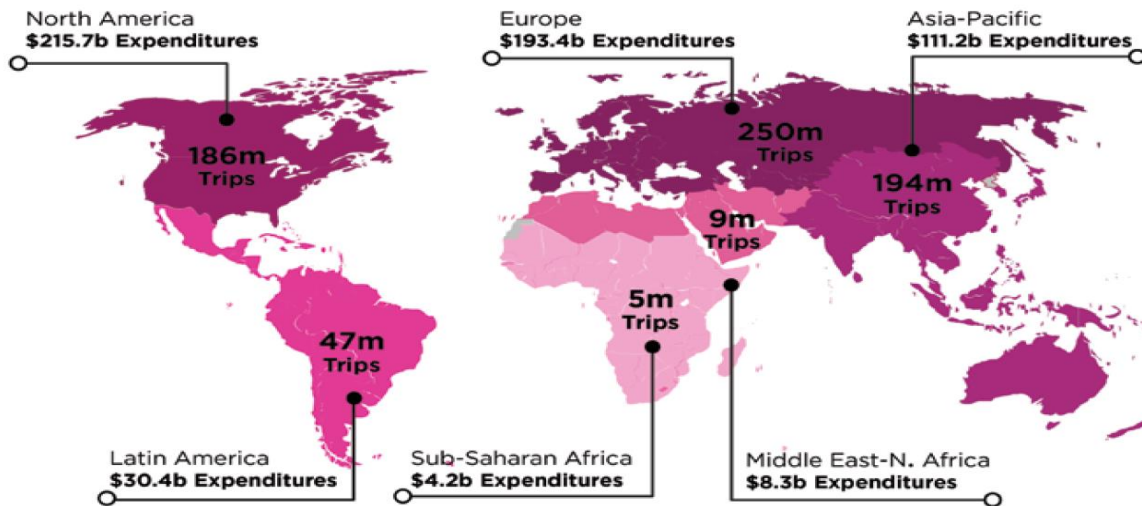 North America
$215.7b Expenditures
Europe
$193.4b Expenditures
Asia-Pacific
$111.2b Expenditures
186m
Trips
250m
Trips
194m
Trips
9m
Trips
5m
Trips
47m
Trips
Latin America
$30.4b Expenditures
Sub-Saharan Africa
$4.2b Expenditures
Middle East-N. Africa
$8.3b Expenditures